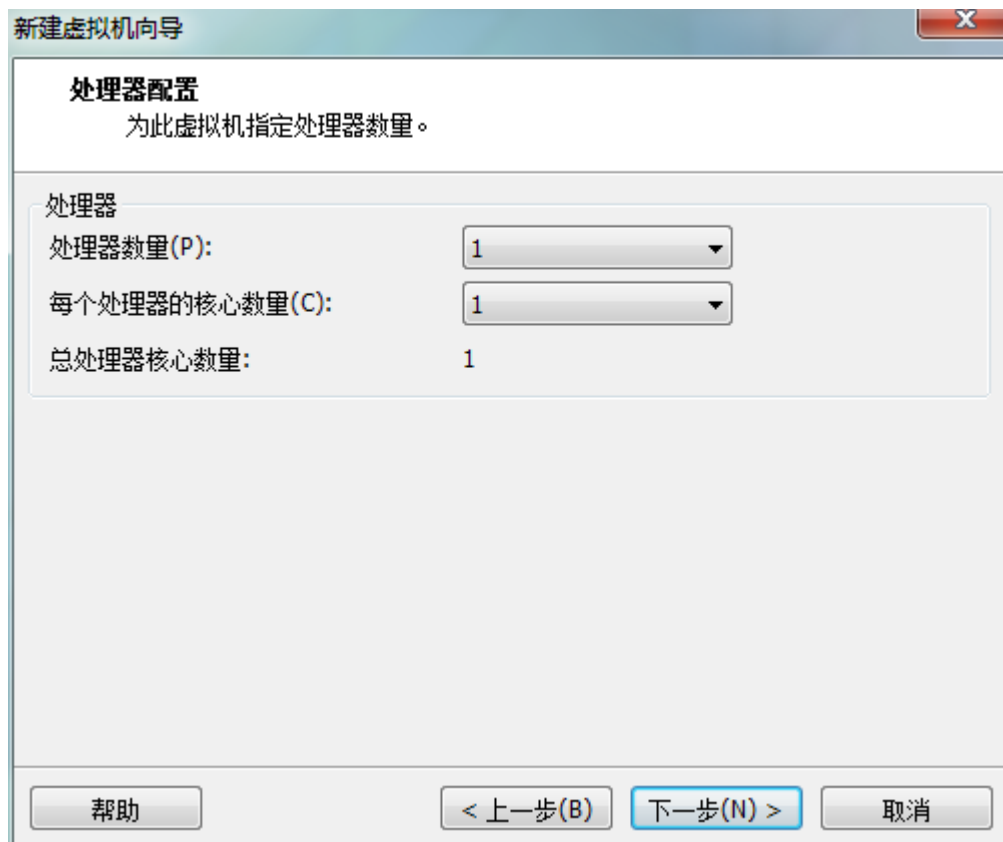 新建虚拟机向导
处理器配置
为此虚拟机指定处理器数量。
处理器
处理器数量(P): 1
每个处理器的核心数量(C): 1
总处理器核心数量: 1
帮助 < 上一步(B) 下一步(N) > 取消